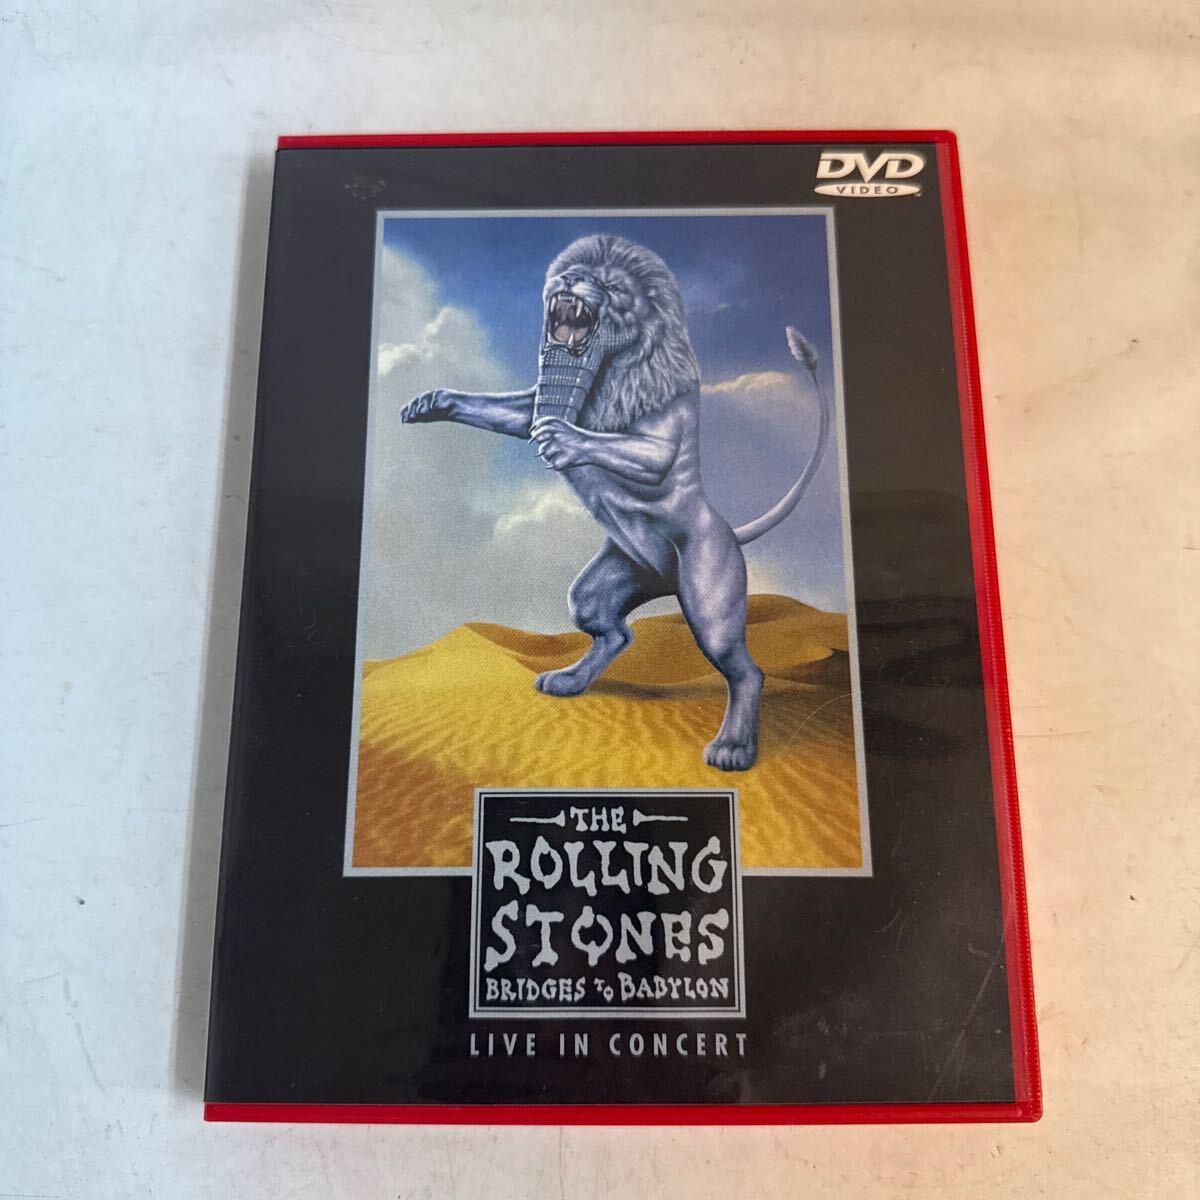 DVD
VIDEO
THE
ROLLING
STONES
BRIDGES TO BABYLON
LIVE IN CONCERT